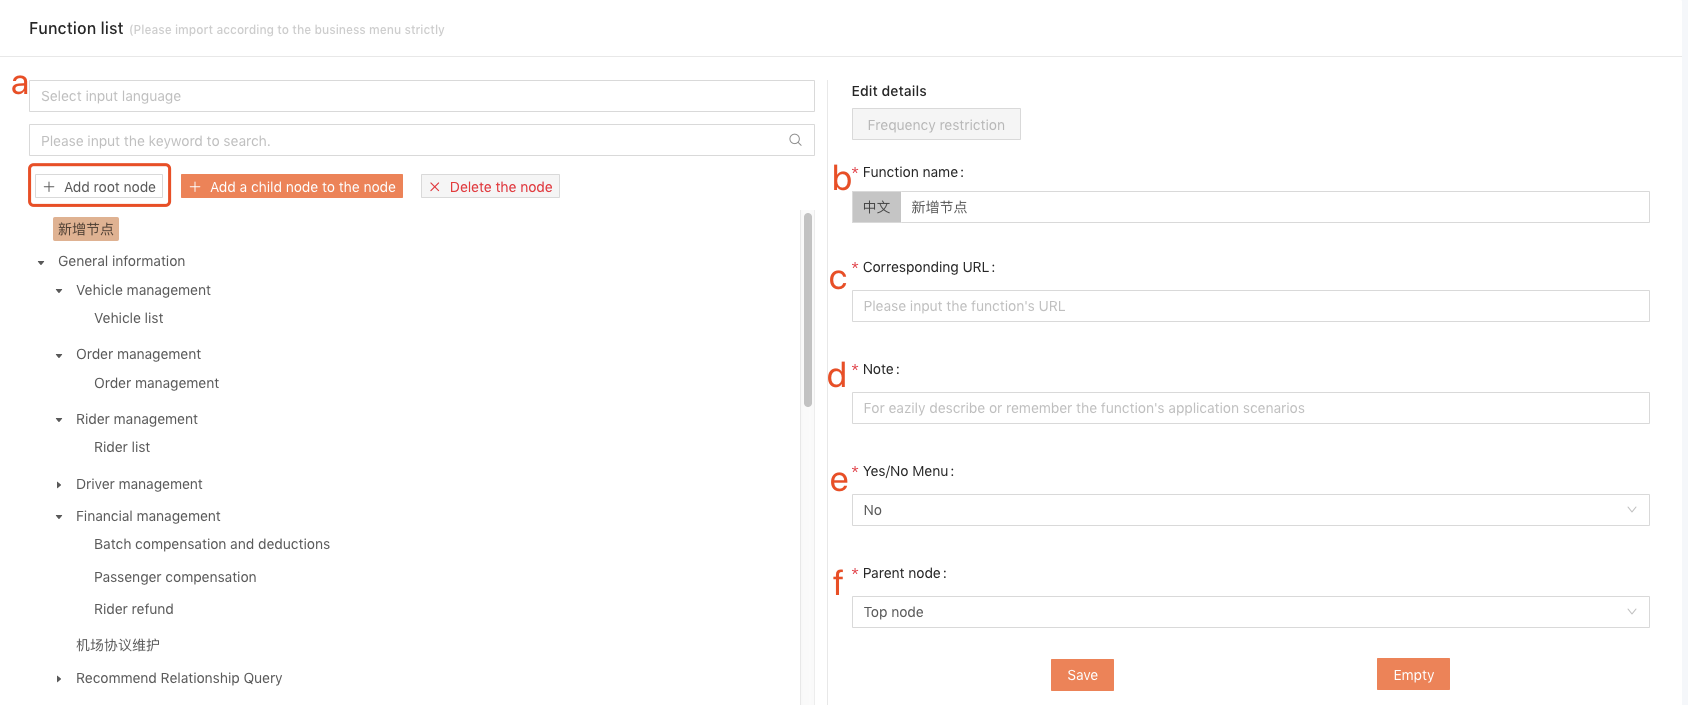 Function list (Please import according to the business menu strictly
a
Select input language
Please input the keyword to search.
Add root node
Add a child node to the node
Delete the node
新增节点
General information
Vehicle management
Vehicle list
Order management
Order management
Rider management
Rider list
Driver management
Financial management
Batch compensation and deductions
Passenger compensation
Rider refund
机场协议维护
Recommend Relationship Query
Edit details
Frequency restriction
b * Function name:
中文 新增节点
c * Corresponding URL:
Please input the function's URL
d * Note:
For eazily describe or remember the function's application scenarios
e * Yes/No Menu:
No
f * Parent node:
Top node
Save
Empty